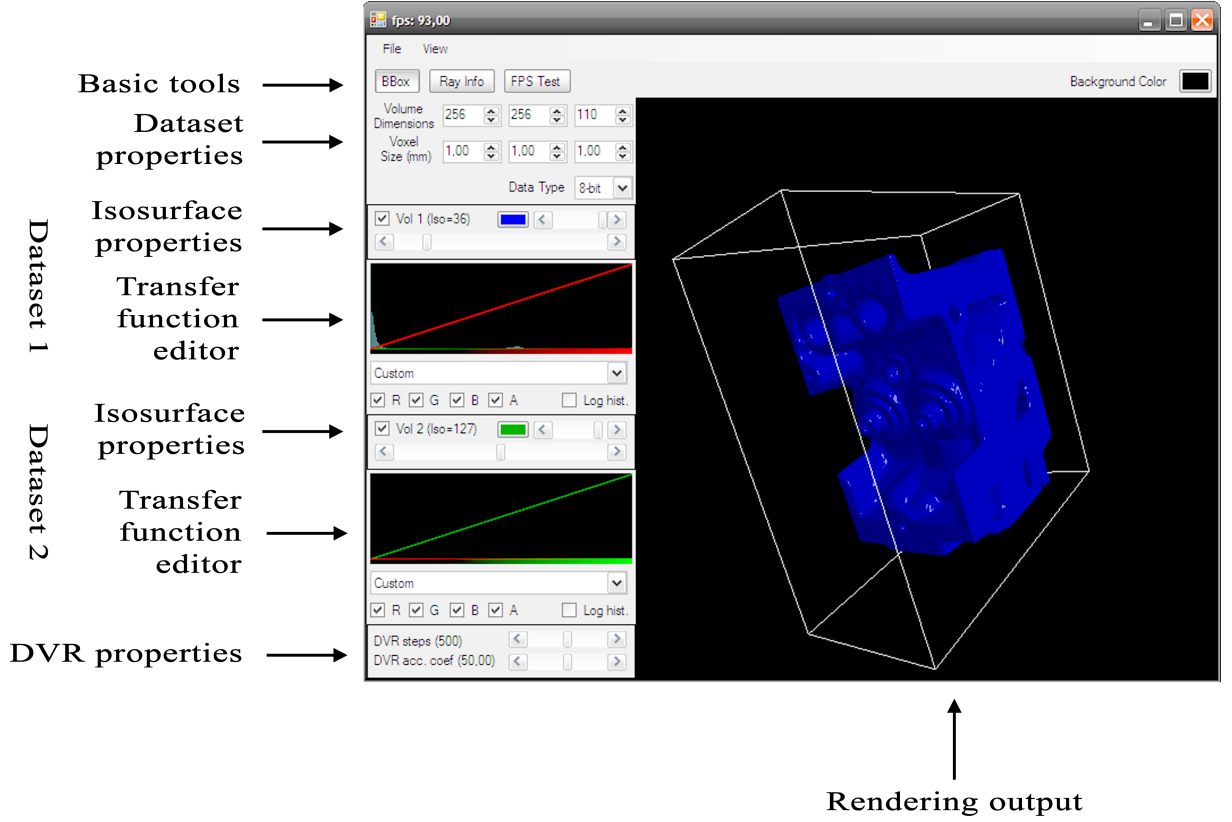 fps: 93,00
File View
Basic tools
BBox Ray Info FPS Test
Background Color
Dataset
properties
Volume
Dimensions
256 256 110
Voxel
Size (mm)
1,00 1,00 1,00
Data Type 8-bit
Dataset 1
Isosurface
properties
Vol 1 (Iso=36)
Transfer
function
editor
Custom
R G B A Log hist.
Dataset 2
Isosurface
properties
Vol 2 (Iso=127)
Transfer
function
editor
Custom
R G B A Log hist.
DVR properties
DVR steps (500)
DVR acc. coef (50,00)
Rendering output